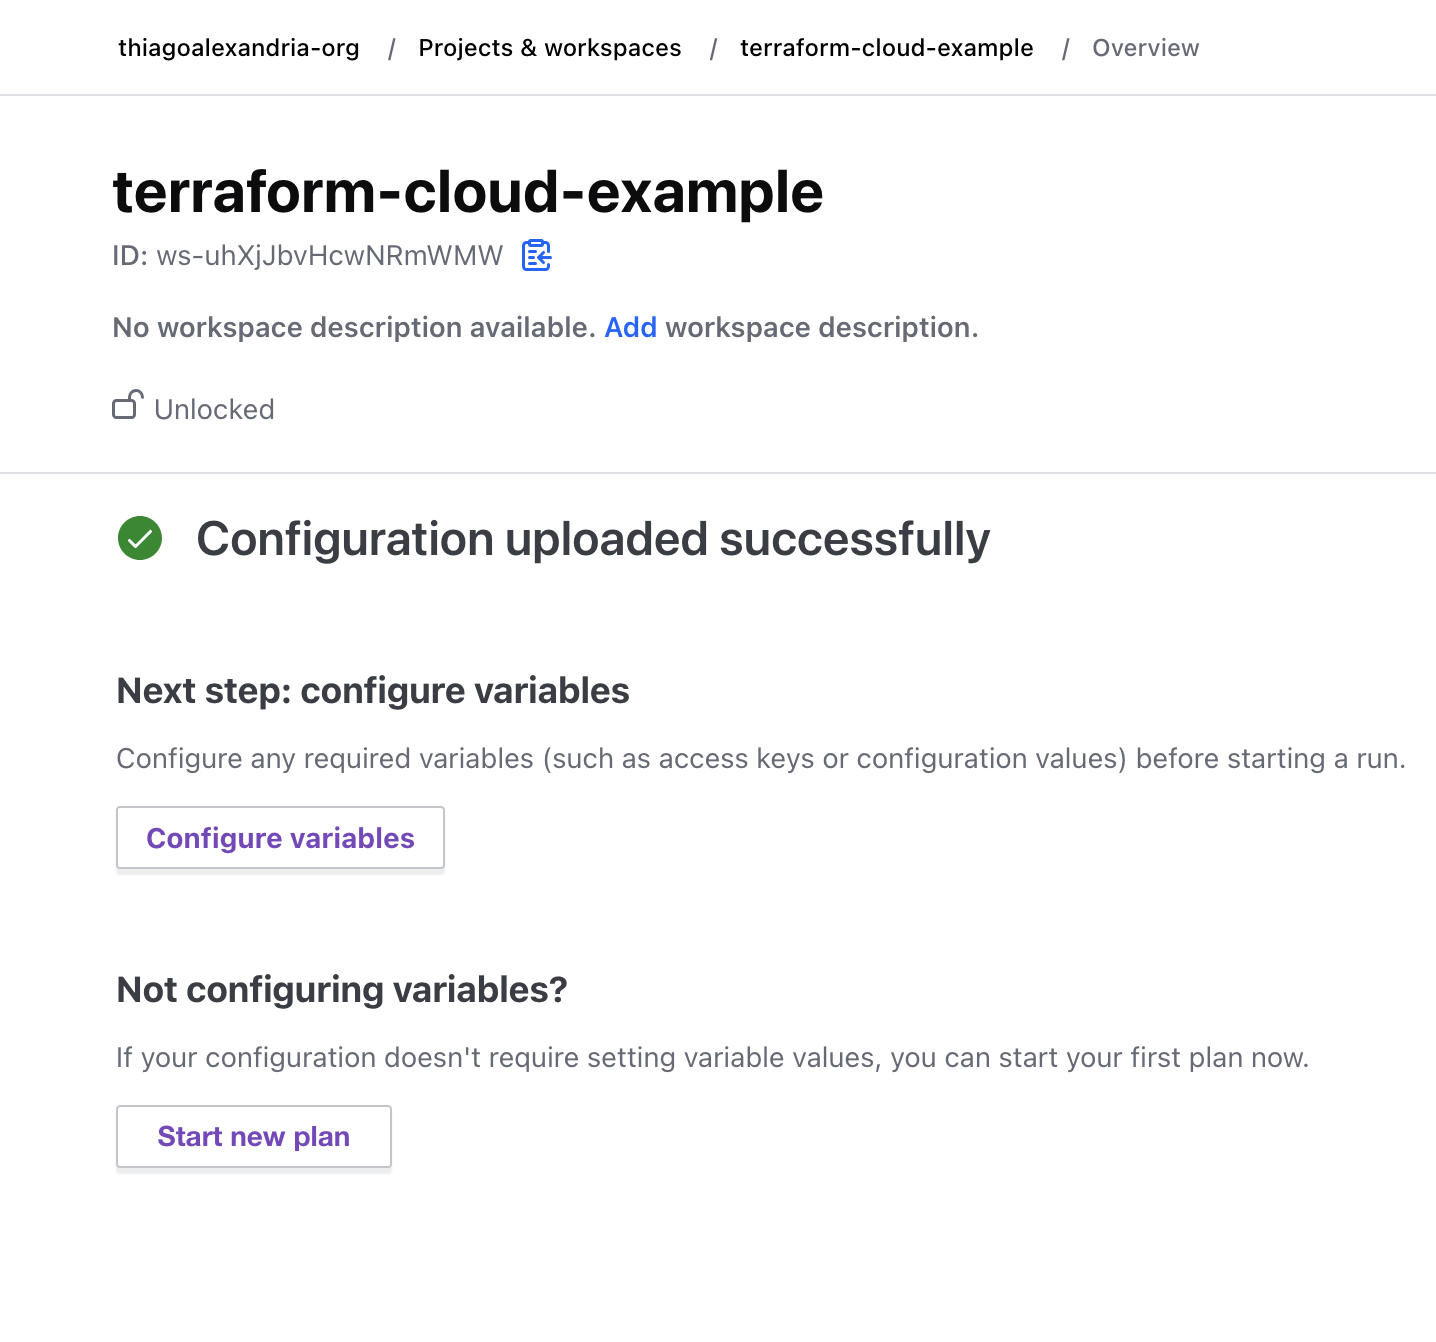 thiagoalexandria-org / Projects & workspaces / terraform-cloud-example / Overview
terraform-cloud-example
ID: ws-uhXjJbvHcwNRmWMW
No workspace description available. Add workspace description.
Unlocked
Configuration uploaded successfully
Next step: configure variables
Configure any required variables (such as access keys or configuration values) before starting a run.
Configure variables
Not configuring variables?
If your configuration doesn't require setting variable values, you can start your first plan now.
Start new plan